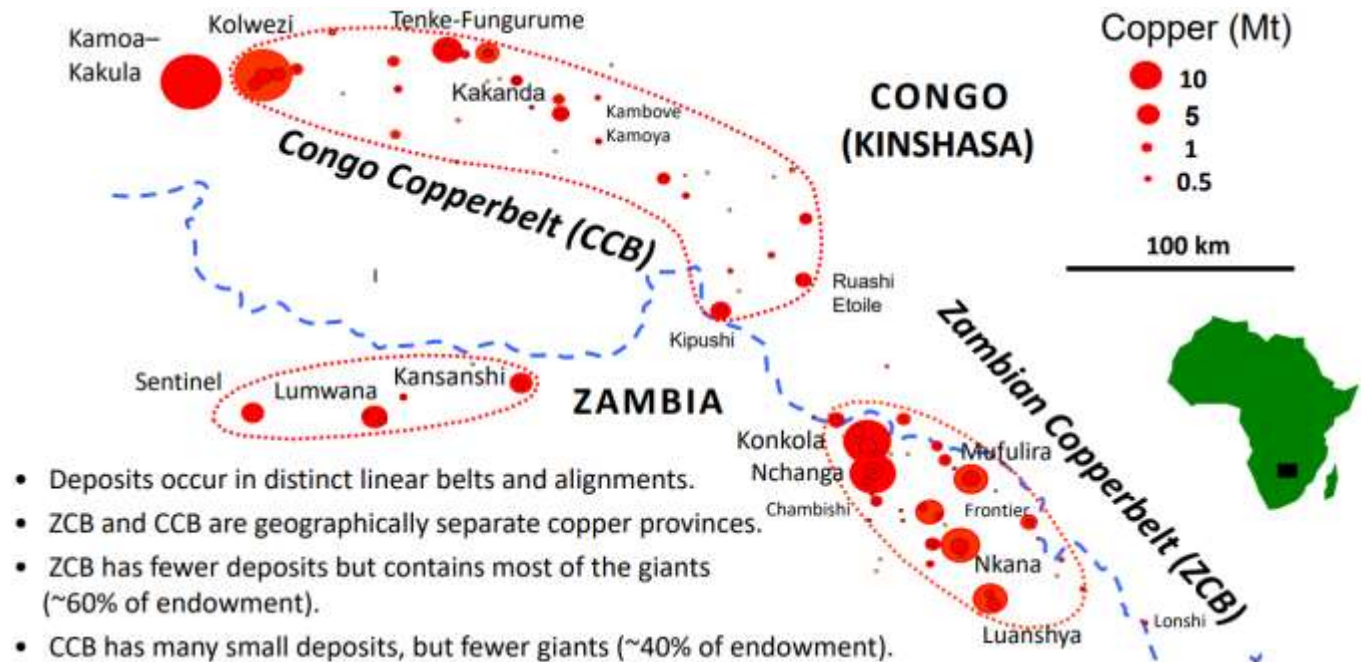 Kamoa–
Kakula
Kolwezi
Tenke-Fungurume
Kakanda
Kambove
Kamoya
Congo Copperbelt (CCB)
CONGO
(KINSHASA)
Copper (Mt)
10
5
1
0.5
100 km
Ruashi
Etoile
Kipushi
Sentinel
Lumwana
Kansanshi
ZAMBIA
Zambian Copperbelt (ZCB)
Konkola
Nchanga
Mufulira
Chambishi
Frontier
Nkana
Luanshya
Lonshi
• Deposits occur in distinct linear belts and alignments.
• ZCB and CCB are geographically separate copper provinces.
• ZCB has fewer deposits but contains most of the giants
(~60% of endowment).
• CCB has many small deposits, but fewer giants (~40% of endowment).